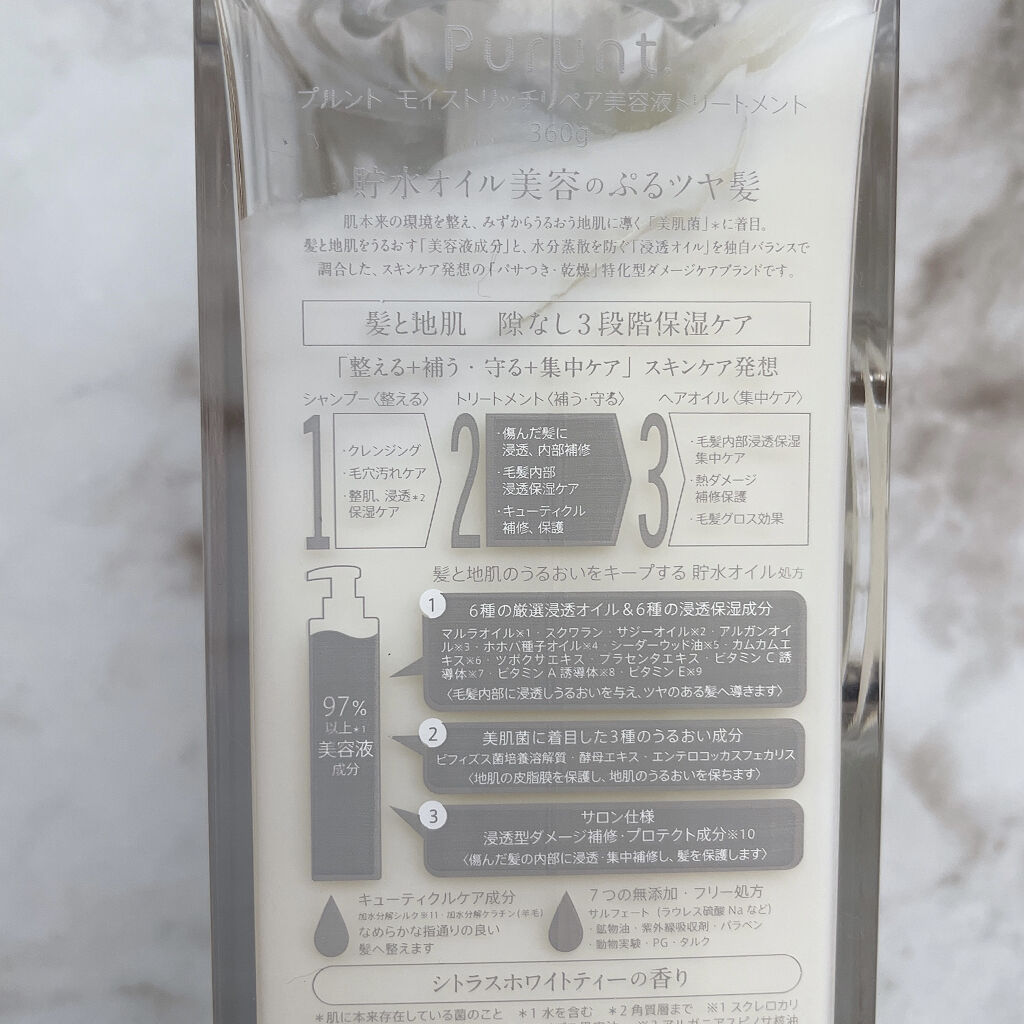 Purunt.
プルント モイストリッチリペア美容液トリートメント
360g
貯水オイル美容のぷるツヤ髪
肌本来の環境を整え、みずからうるおう地肌に導く「美肌菌」*に着目。
髪と地肌をうるおす「美容液成分」と、水分蒸散を防ぐ「浸透オイル」を独自バランスで
調合した、スキンケア発想の「パサつき・乾燥」特化型ダメージケアブランドです。
髪と地肌 隙なし3段階保湿ケア
「整える+補う・守る+集中ケア」スキンケア発想
シャンプー〈整える〉
1
・クレンジング
・毛穴汚れケア
・整肌、浸透*2
保湿ケア
トリートメント〈補う・守る〉
2
・傷んだ髪に
浸透、内部補修
・毛髪内部
浸透保湿ケア
・キューティクル
補修、保護
ヘアオイル〈集中ケア〉
3
・毛髪内部浸透保湿
集中ケア
・熱ダメージ
補修保護
・毛髪グロス効果
髪と地肌のうるおいをキープする 貯水オイル処方
97%
以上*1
美容液
成分
1
6種の厳選浸透オイル&6種の浸透保湿成分
マルラオイル※1・スクワラン・サジーオイル※2・アルガンオイ
ル※3・ホホバ種子オイル※4・シーダーウッド油※5・カムカムエ
キス※6・ツボクサエキス・プラセンタエキス・ビタミンC誘
導体※7・ビタミンA誘導体※8・ビタミンE※9
〈毛髪内部に浸透しうるおいを与え、ツヤのある髪へ導きます〉
2
美肌菌に着目した3種のうるおい成分
ビフィズス菌培養溶解質・酵母エキス・エンテロコッカスフェカリス
〈地肌の皮脂膜を保護し、地肌のうるおいを保ちます〉
3
サロン仕様
浸透型ダメージ補修・プロテクト成分※10
〈傷んだ髪の内部に浸透・集中補修し、髪を保護します〉
キューティクルケア成分
加水分解シルク※11・加水分解ケラチン(羊毛)
なめらかな指通りの良い
髪へ整えます
7つの無添加・フリー処方
サルフェート(ラウレス硫酸Naなど)
・鉱物油・紫外線吸収剤・パラベン
・動物実験・PG・タルク
シトラスホワイトティーの香り
*肌に本来存在している菌のこと *1 水を含む *2 角質層まで ※1 スクレロカリ